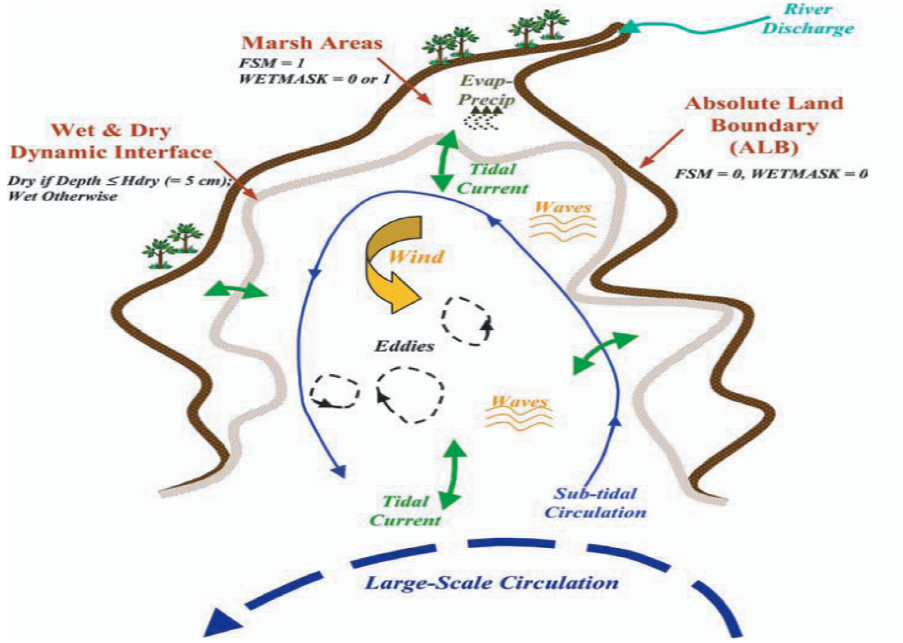 River
Discharge
Marsh Areas
FSM = 1
WETMASK = 0 or 1
Evap-
Precip
Absolute Land
Boundary
(ALB)
FSM = 0, WETMASK = 0
Wet & Dry
Dynamic Interface
Dry if Depth ≤ Hdry (= 5 cm);
Wet Otherwise
Tidal
Current
Waves
Wind
Eddies
Waves
Tidal
Current
Sub-tidal
Circulation
Large-Scale Circulation